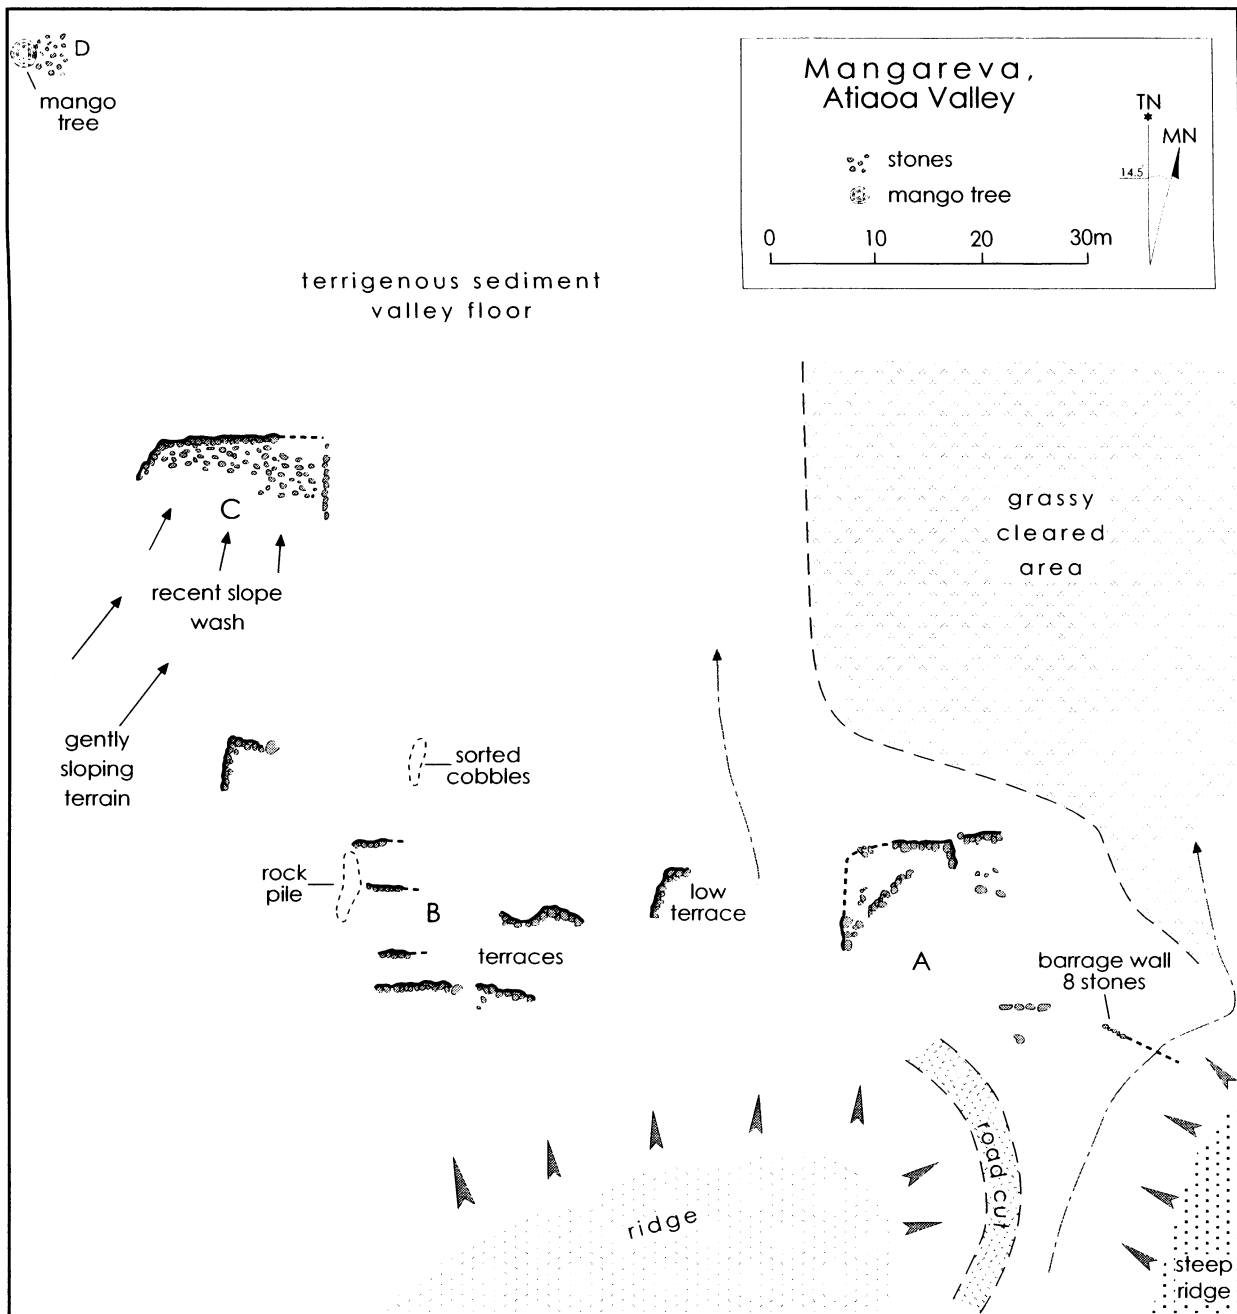 D
mango
tree
Mangareva,
Atiaoa Valley
stones
mango tree
TN
MN
14.5°
0 10 20 30m
terrigenous sediment
valley floor
grassy
cleared
area
C
recent slope
wash
gently
sloping
terrain
sorted
cobbles
rock
pile
B
low
terrace
terraces
A
barrage wall
8 stones
road cut
ridge
steep
ridge